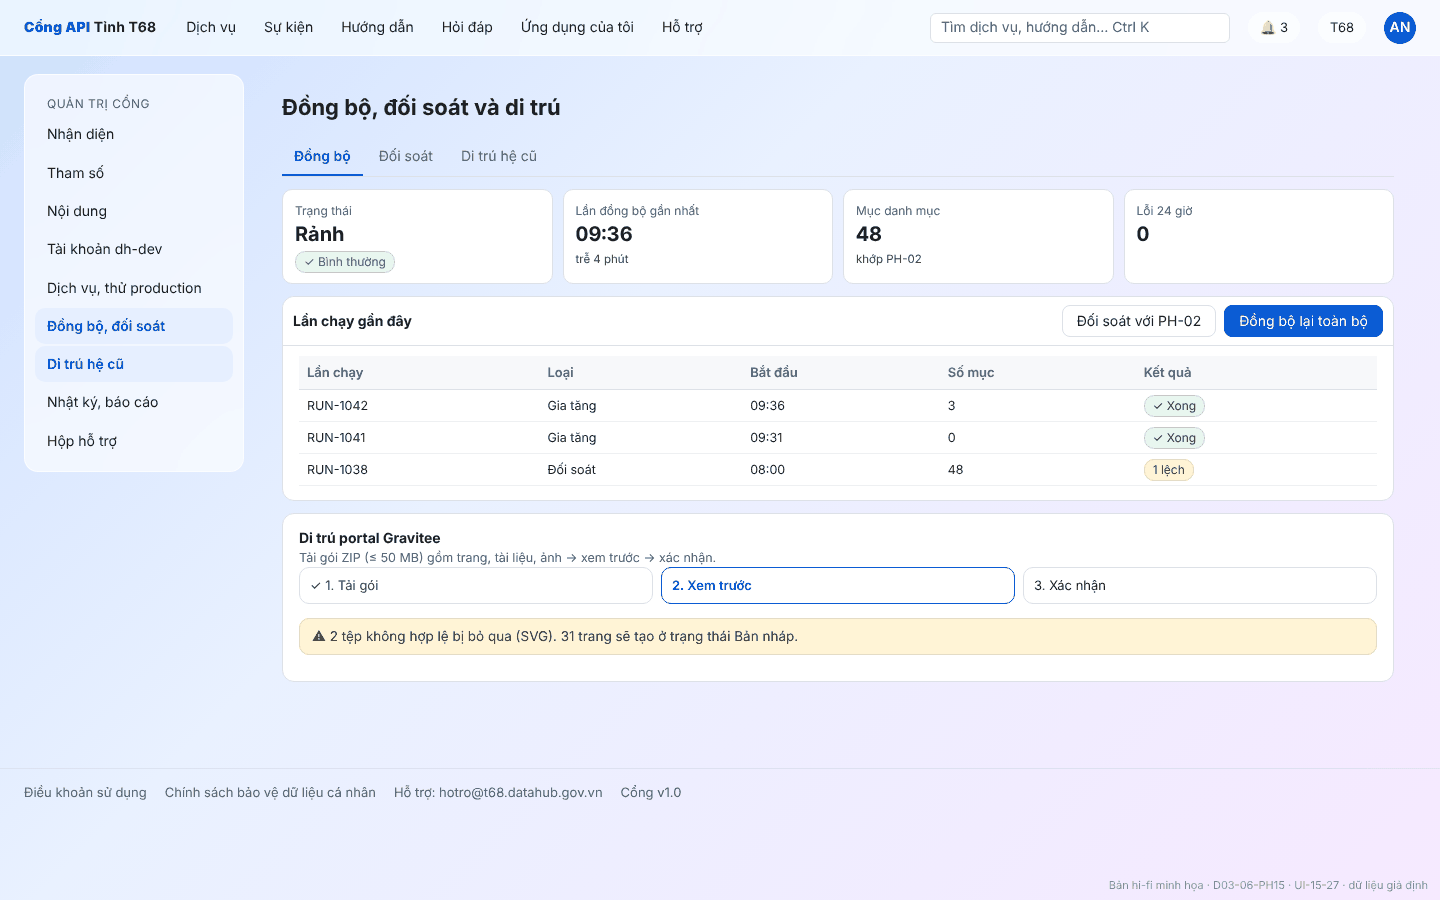 Cổng API Tỉnh T68 Dịch vụ Sự kiện Hướng dẫn Hỏi đáp Ứng dụng của tôi Hỗ trợ Tìm dịch vụ, hướng dẫn... Ctrl K 🔔 3 T68 AN
QUẢN TRỊ CỔNG
Nhận diện
Tham số
Nội dung
Tài khoản dh-dev
Dịch vụ, thử production
Đồng bộ, đối soát
Di trú hệ cũ
Nhật ký, báo cáo
Hộp hỗ trợ
Đồng bộ, đối soát và di trú
Đồng bộ Đối soát Di trú hệ cũ
Trạng thái
Rảnh
✓ Bình thường
Lần đồng bộ gần nhất
09:36
trễ 4 phút
Mục danh mục
48
khớp PH-02
Lỗi 24 giờ
0
Lần chạy gần đây Đối soát với PH-02 Đồng bộ lại toàn bộ
Lần chạy Loại Bắt đầu Số mục Kết quả
RUN-1042 Gia tăng 09:36 3 ✓ Xong
RUN-1041 Gia tăng 09:31 0 ✓ Xong
RUN-1038 Đối soát 08:00 48 1 lệch
Di trú portal Gravitee
Tải gói ZIP (≤ 50 MB) gồm trang, tài liệu, ảnh → xem trước → xác nhận.
✓ 1. Tải gói 2. Xem trước 3. Xác nhận
⚠ 2 tệp không hợp lệ bị bỏ qua (SVG). 31 trang sẽ tạo ở trạng thái Bản nháp.
Điều khoản sử dụng Chính sách bảo vệ dữ liệu cá nhân Hỗ trợ: hotro@t68.datahub.gov.vn Cổng v1.0
Bản hi-fi minh họa · D03-06-PH15 · UI-15-27 · dữ liệu giả định